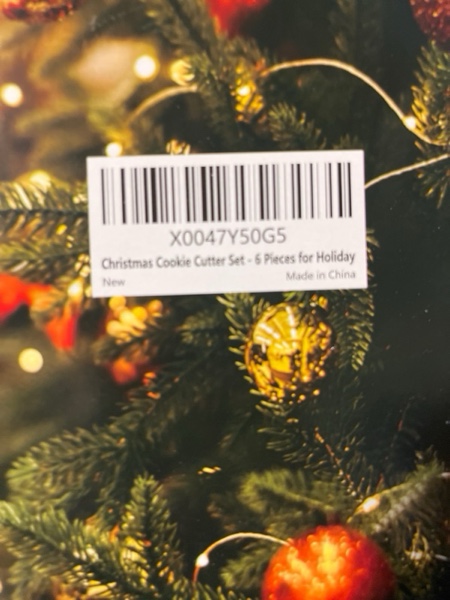 X0047Y50G5
Christmas Cookie Cutter Set - 6 Pieces for Holiday
New Made in China